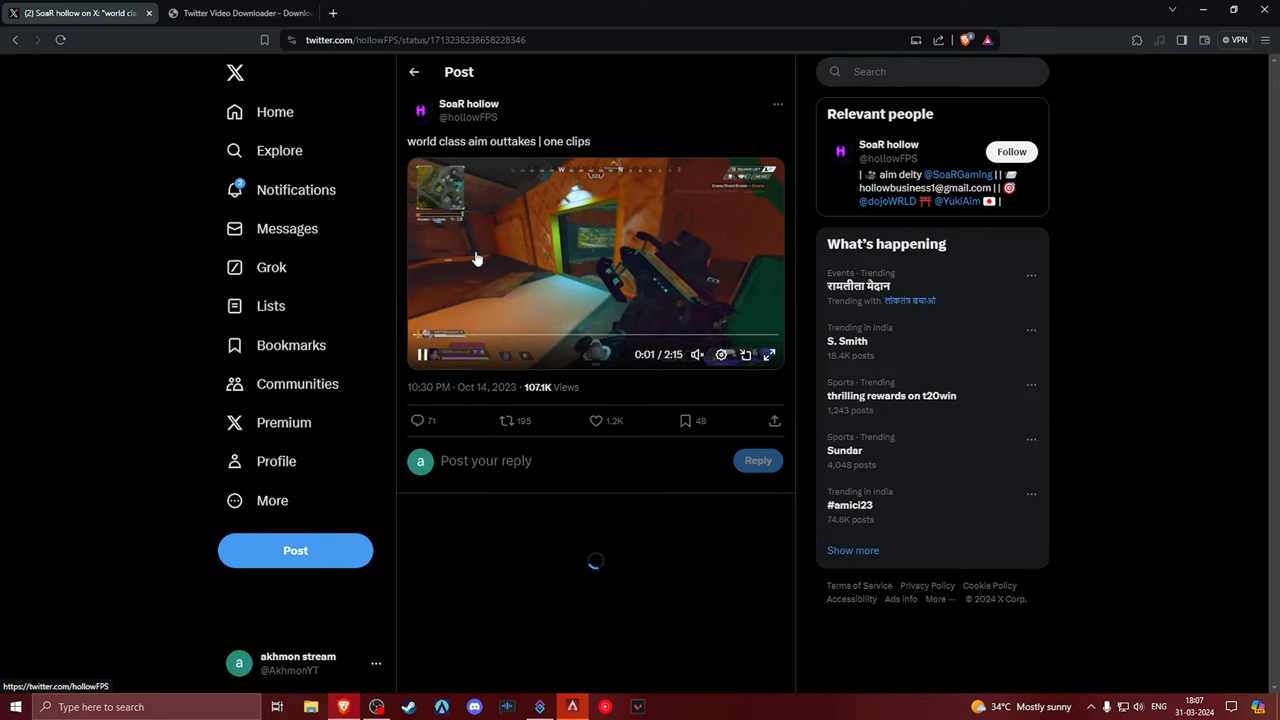 (2) SoaR hollow on X: "world cla
Twitter Video Downloader - Downlo
twitter.com/hollowFPS/status/1713238238658228346
VPN
Post
Search
SoaR hollow
@hollowFPS
world class aim outtakes | one clips
0:01 / 2:15
10:30 PM · Oct 14, 2023 · 107.1K Views
71
195
1.2K
48
a
Post your reply
Reply
Home
Explore
2
Notifications
Messages
Grok
Lists
Bookmarks
Communities
Premium
Profile
More
Post
a
akhmon stream
@AkhmonYT
https://twitter.com/hollowFPS
Relevant people
SoaR hollow
@hollowFPS
Follow
| 🎥 aim deity @SoaRGaming | 📨
hollowbusiness1@gmail.com | 🎯
@dojoWRLD ⛩️ @YukiAim 🇯🇵 |
What's happening
Events · Trending
रामलीला मैदान
Trending with लोकतंत्र बचाओ
Trending in India
S. Smith
18.4K posts
Sports · Trending
thrilling rewards on t20win
1,243 posts
Sports · Trending
Sundar
4,048 posts
Trending in India
#amici23
74.6K posts
Show more
Terms of Service Privacy Policy Cookie Policy
Accessibility Ads info More ··· © 2024 X Corp.
Type here to search
34°C Mostly sunny
18:07
31-03-2024